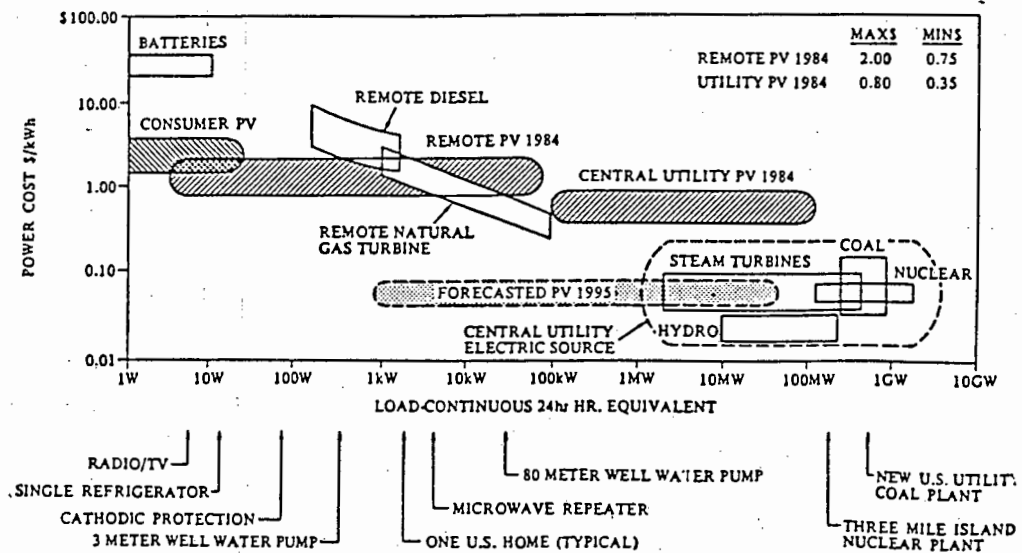 $100.00
BATTERIES
MAX$ MIN$
REMOTE PV 1984 2.00 0.75
UTILITY PV 1984 0.80 0.35
REMOTE DIESEL
10.00
CONSUMER PV
REMOTE PV 1984
CENTRAL UTILITY PV 1984
1.00
POWER COST $/kWh
REMOTE NATURAL
GAS TURBINE
COAL
STEAM TURBINES
NUCLEAR
0.10
FORECASTED PV 1995
CENTRAL UTILITY
ELECTRIC SOURCE
HYDRO
0.01
1W 10W 100W 1kW 10kW 100kW 1MW 10MW 100MW 1GW 10GW
LOAD-CONTINUOUS 24hr HR. EQUIVALENT
RADIO/TV
SINGLE REFRIGERATOR
CATHODIC PROTECTION
3 METER WELL WATER PUMP
80 METER WELL WATER PUMP
MICROWAVE REPEATER
ONE U.S. HOME (TYPICAL)
NEW U.S. UTILITY
COAL PLANT
THREE MILE ISLAND
NUCLEAR PLANT